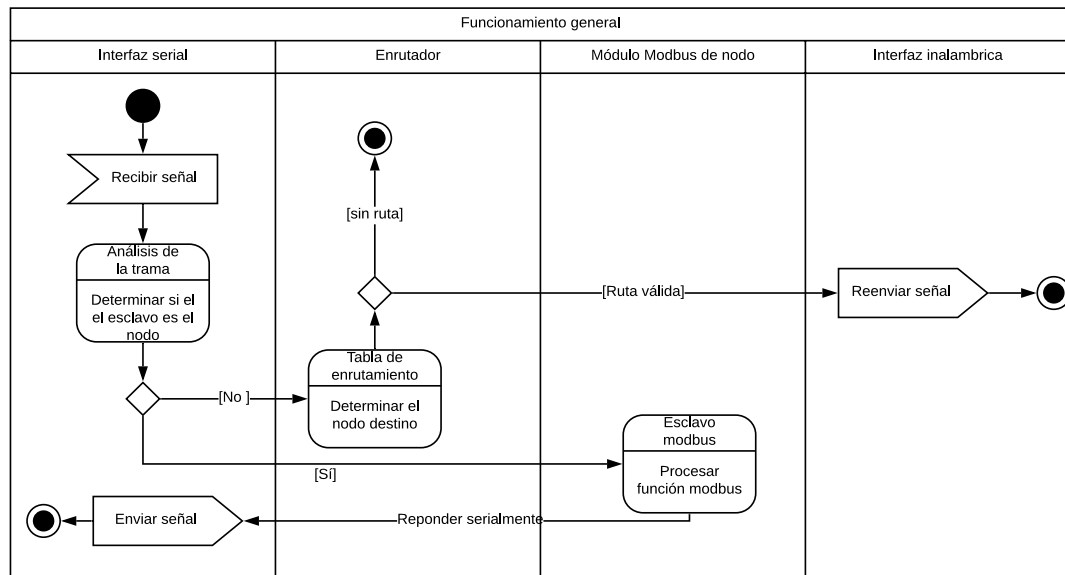 Funcionamiento general
Interfaz serial
Enrutador
Módulo Modbus de nodo
Interfaz inalambrica
Recibir señal
[sin ruta]
Análisis de
la trama
Determinar si el
el esclavo es el
nodo
[Ruta válida]
Reenviar señal
Tabla de
enrutamiento
Determinar el
nodo destino
[No ]
Esclavo
modbus
Procesar
función modbus
[Sí]
Enviar señal
Reponder serialmente